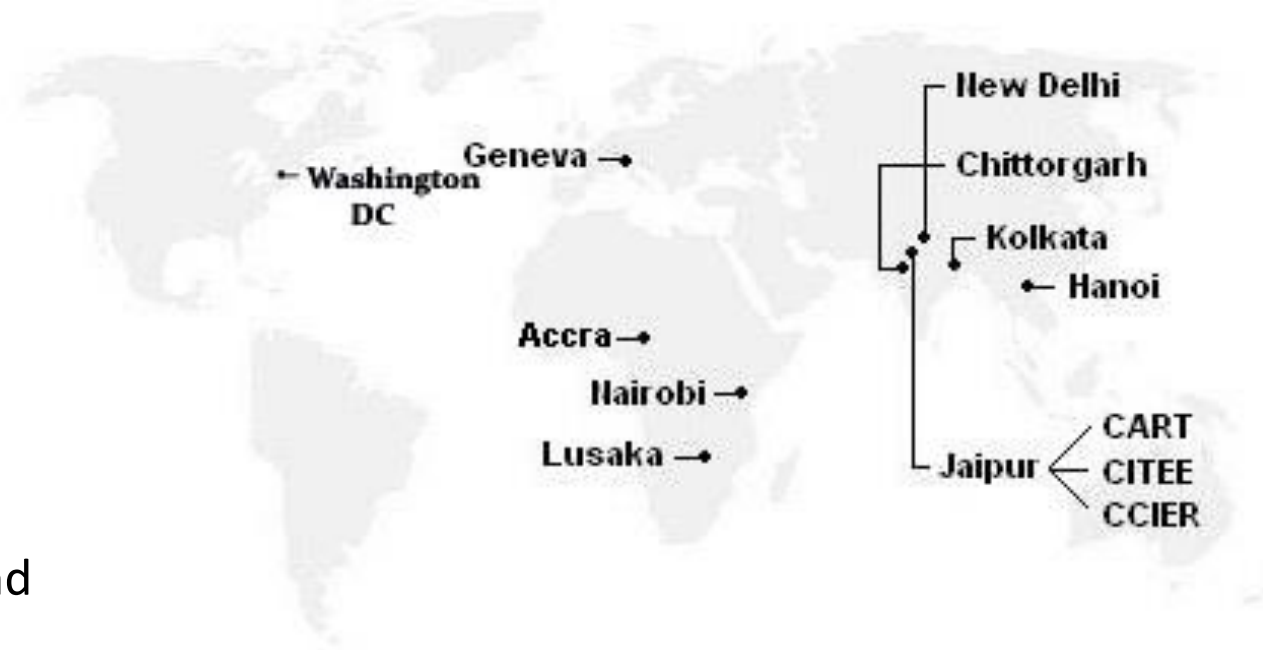 New Delhi
Geneva
Chittorgarh
Washington
DC
Kolkata
Hanoi
Accra
Nairobi
Lusaka
Jaipur
CART
CITEE
CCIER